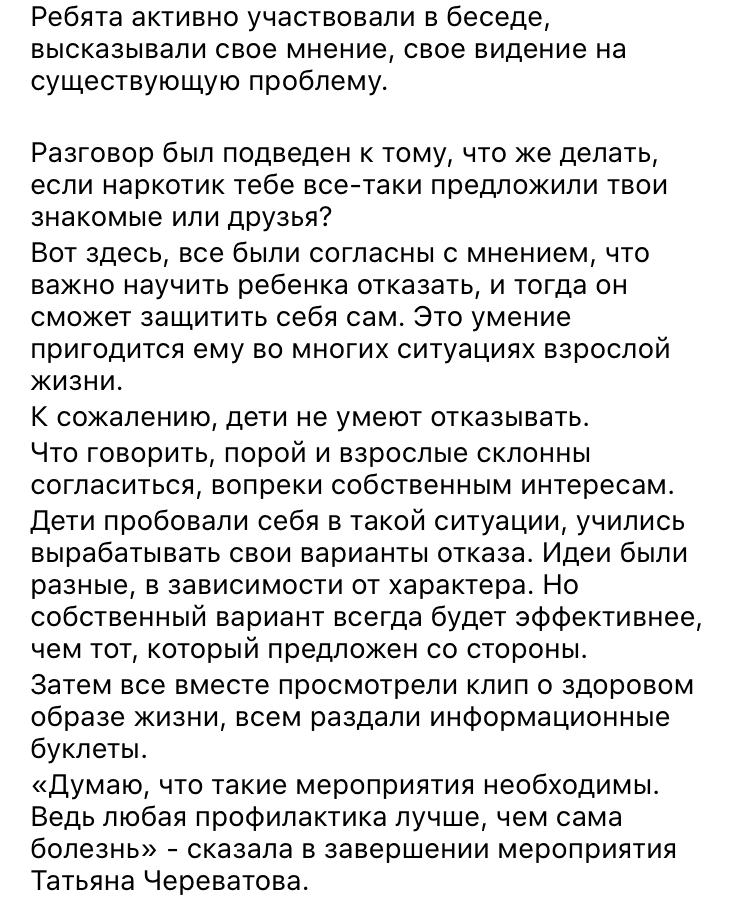 Ребята активно участвовали в беседе,
высказывали свое мнение, свое видение на
существующую проблему.
Разговор был подведен к тому, что же делать,
если наркотик тебе все-таки предложили твои
знакомые или друзья?
Вот здесь, все были согласны с мнением, что
важно научить ребенка отказать, и тогда он
сможет защитить себя сам. Это умение
пригодится ему во многих ситуациях взрослой
жизни.
К сожалению, дети не умеют отказывать.
Что говорить, порой и взрослые склонны
согласиться, вопреки собственным интересам.
Дети пробовали себя в такой ситуации, учились
вырабатывать свои варианты отказа. Идеи были
разные, в зависимости от характера. Но
собственный вариант всегда будет эффективнее,
чем тот, который предложен со стороны.
Затем все вместе просмотрели клип о здоровом
образе жизни, всем раздали информационные
буклеты.
«Думаю, что такие мероприятия необходимы.
Ведь любая профилактика лучше, чем сама
болезнь» - сказала в завершении мероприятия
Татьяна Череватова.